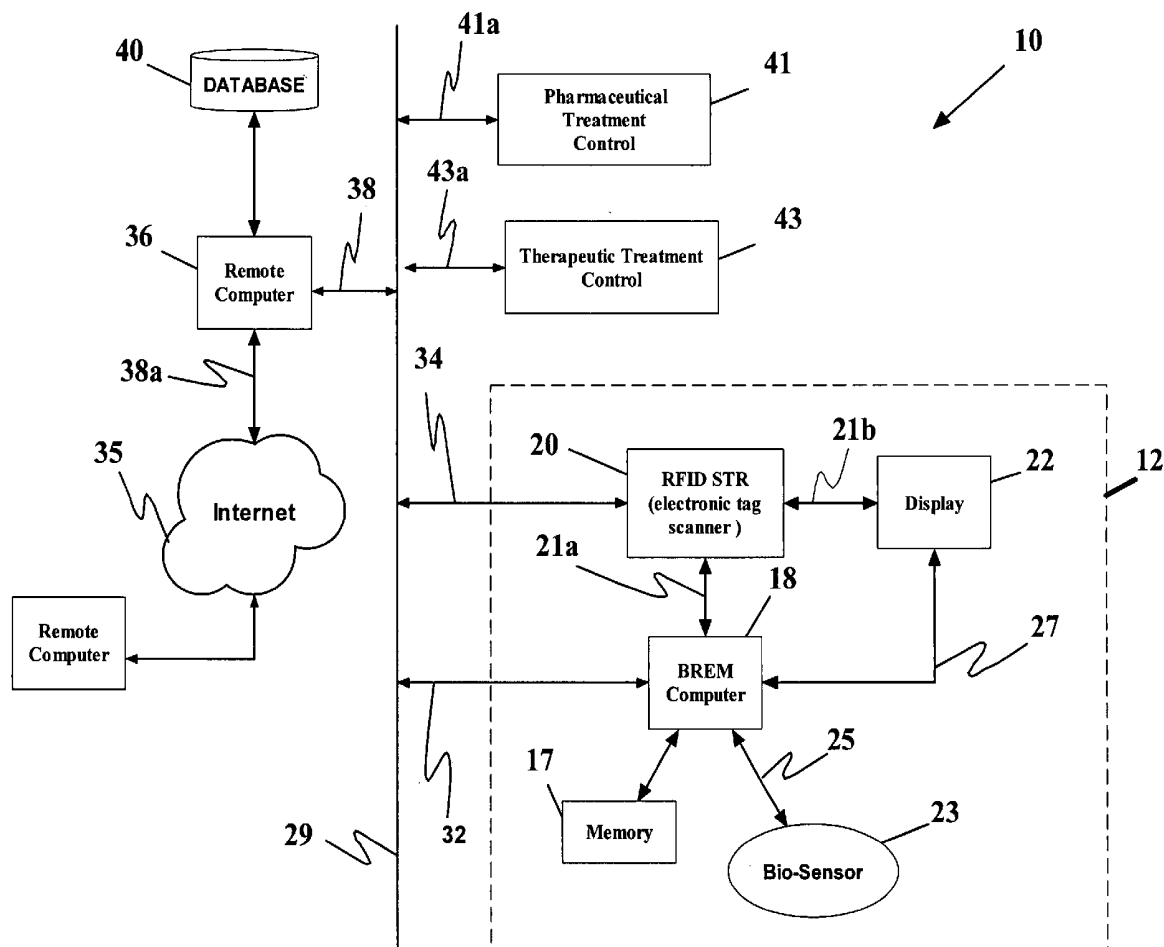 41a
10
40
DATABASE
41
Pharmaceutical
Treatment
Control
43a
38
43
36
Remote
Computer
Therapeutic Treatment
Control
38a
34
35
Internet
20
RFID STR
(electronic tag
scanner )
21b
22
12
Display
21a
18
Remote
Computer
BREM
Computer
27
17
25
Memory
32
29
23
Bio-Sensor